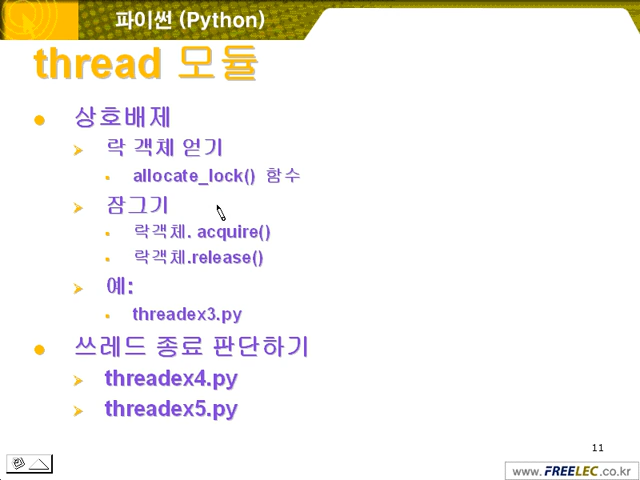 파이썬 (Python)
thread 모듈
상호배제
락 객체 얻기
allocate_lock() 함수
잠그기
락객체. acquire()
락객체.release()
예:
threadex3.py
쓰레드 종료 판단하기
threadex4.py
threadex5.py
11
www.FREELEC.co.kr